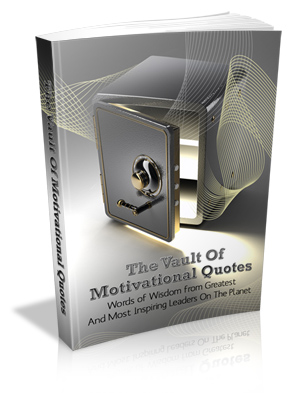 The Vault Of Motivational Quotes
The Vault Of
Motivational Quotes
Words of Wisdom from Greatest
And Most Inspiring Leaders On The Planet